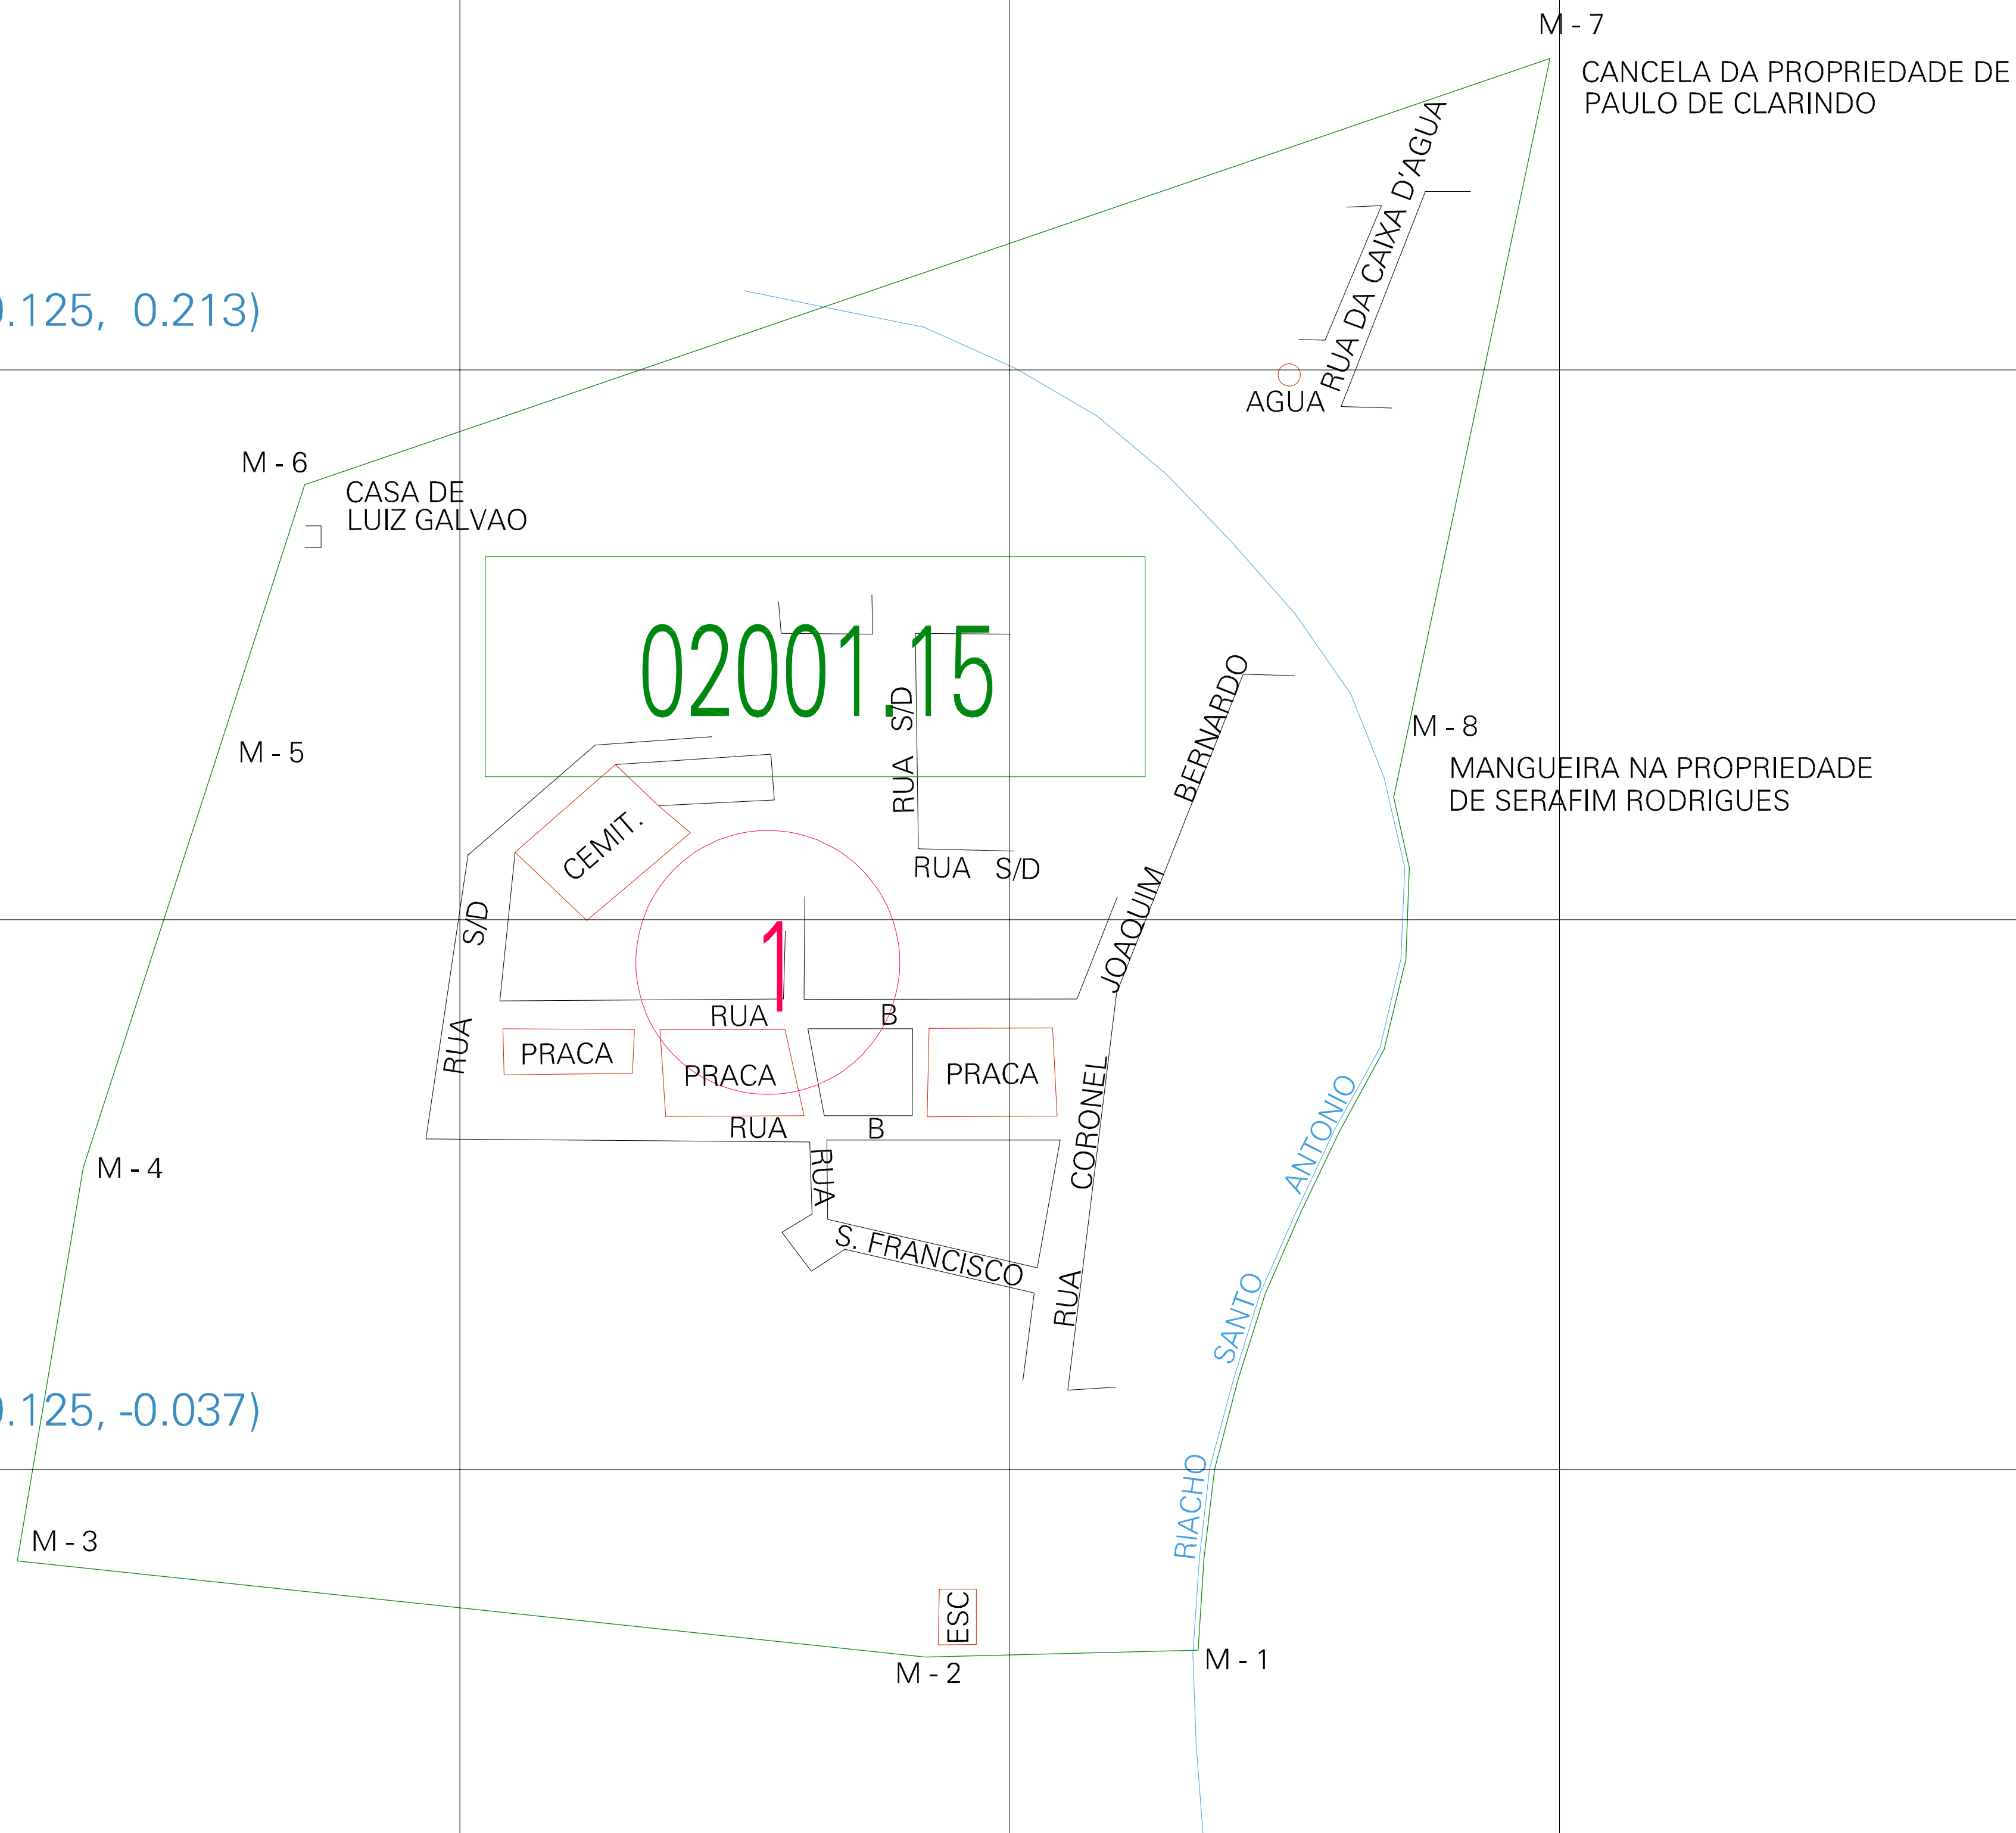 M - 7
CANCELA DA PROPRIEDADE DE
PAULO DE CLARINDO
RUA DA CAIXA D'AGUA
.125, 0.213)
AGUA
M - 6
CASA DE
LUIZ GALVAO
02001.15
RUA S/D
M - 5
M - 8
MANGUEIRA NA PROPRIEDADE
DE SERAFIM RODRIGUES
CEMIT.
RUA S/D
RUA S/D
1
RUA B
RUA CORONEL JOAQUIM BERNARDO
PRACA
PRACA
PRACA
RUA B
M - 4
RUA S. FRANCISCO
RIACHO SANTO ANTONIO
.125, -0.037)
M - 3
ESC
M - 2
M - 1